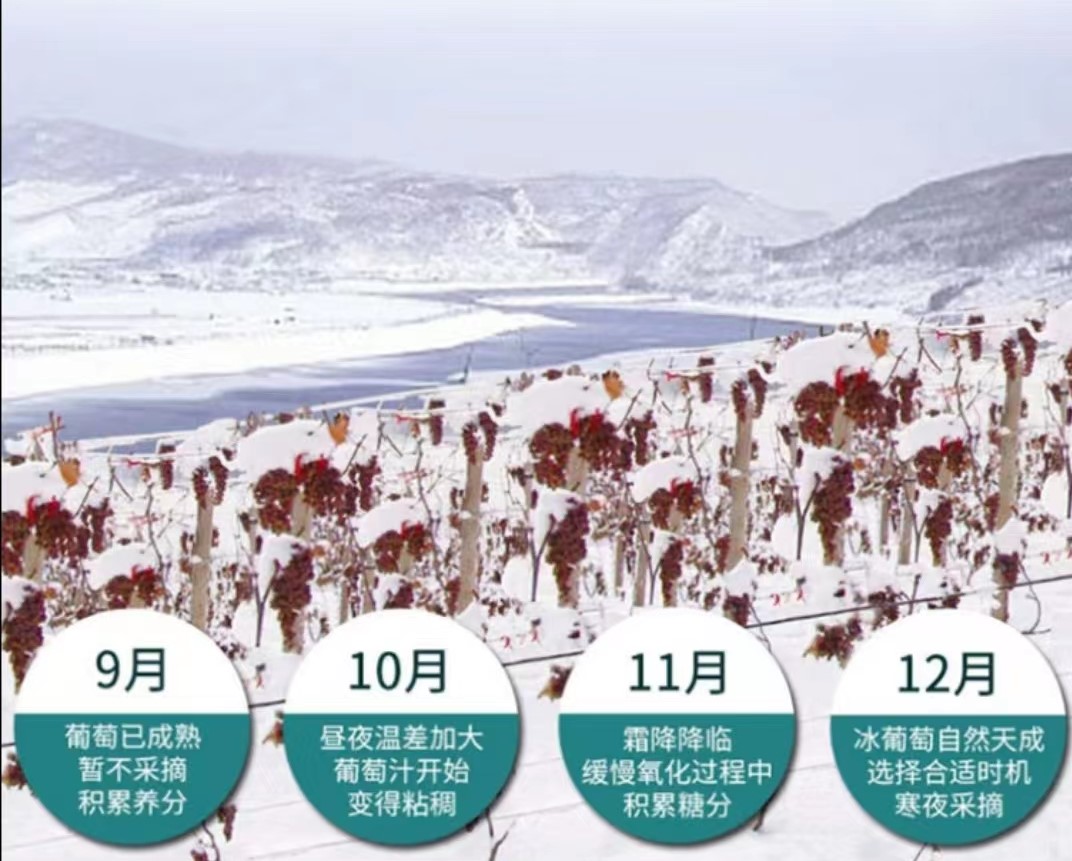 9月
葡萄已成熟
暂不采摘
积累养分
10月
昼夜温差加大
葡萄汁开始
变得粘稠
11月
霜降降临
缓慢氧化过程中
积累糖分
12月
冰葡萄自然天成
选择合适时机
寒夜采摘